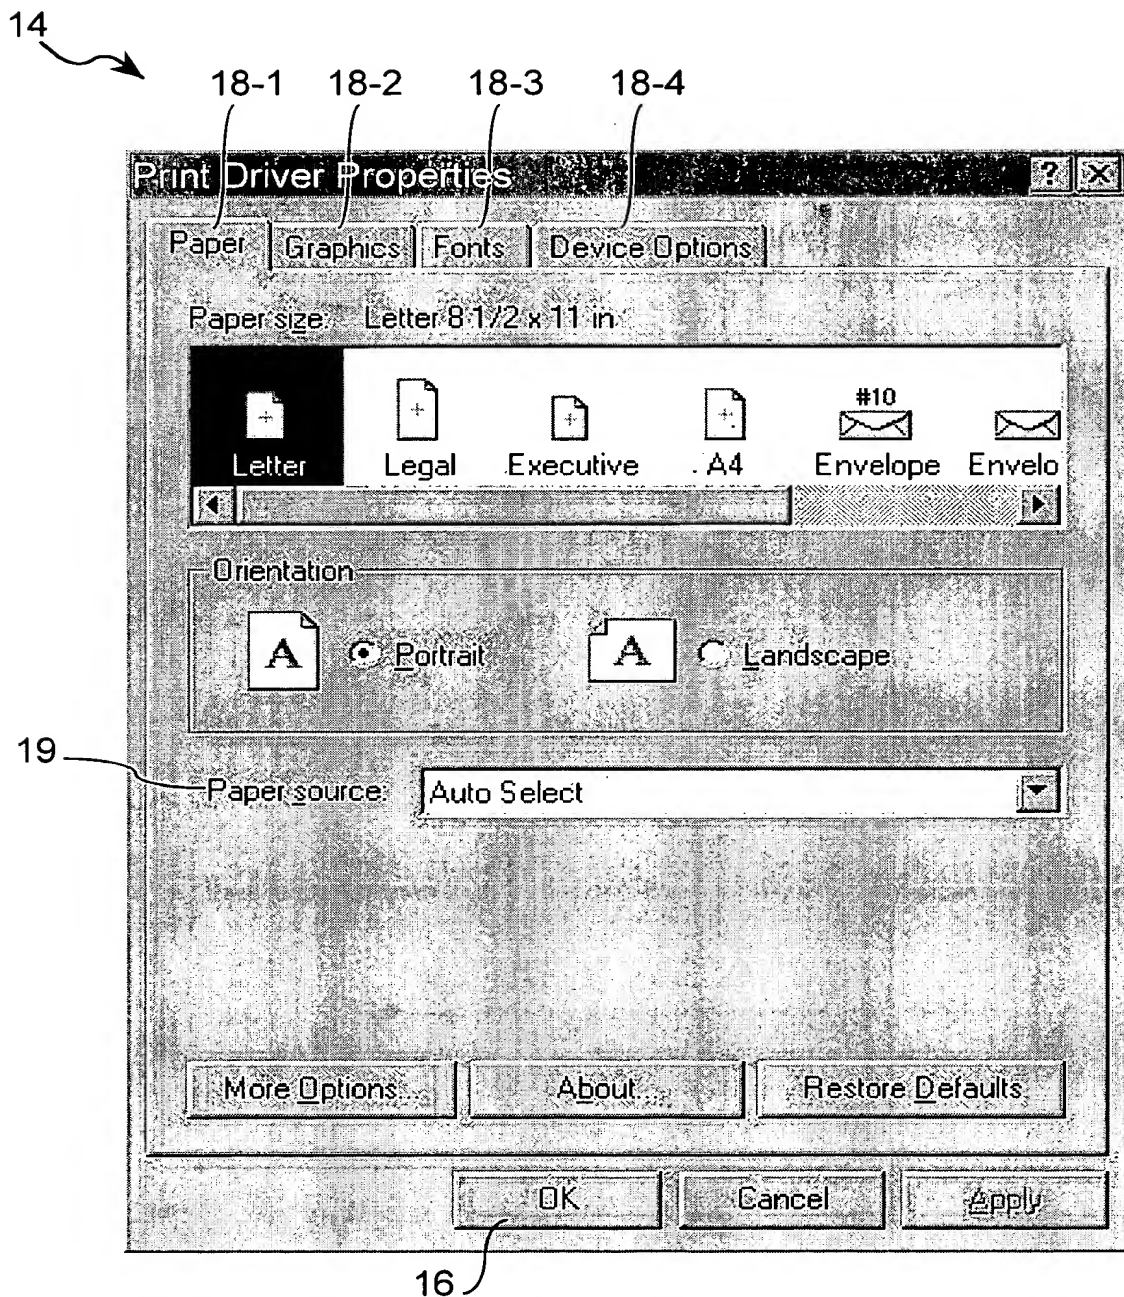 14
18-1 18-2 18-3 18-4
Print Driver Properties ? X
Paper Graphics Fonts Device Options
Paper size: Letter 8 1/2 x 11 in
#10
Letter Legal Executive A4 Envelope Envelo
Orientation
A Portrait A Landscape
19
Paper source: Auto Select
More Options... About... Restore Defaults
OK Cancel Apply
16